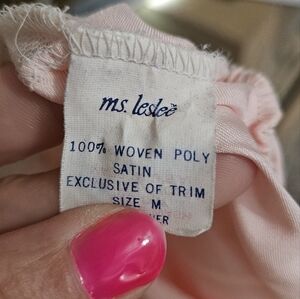 ms. leslee
100% WOVEN POLY
SATIN
EXCLUSIVE OF TRIM
SIZE M